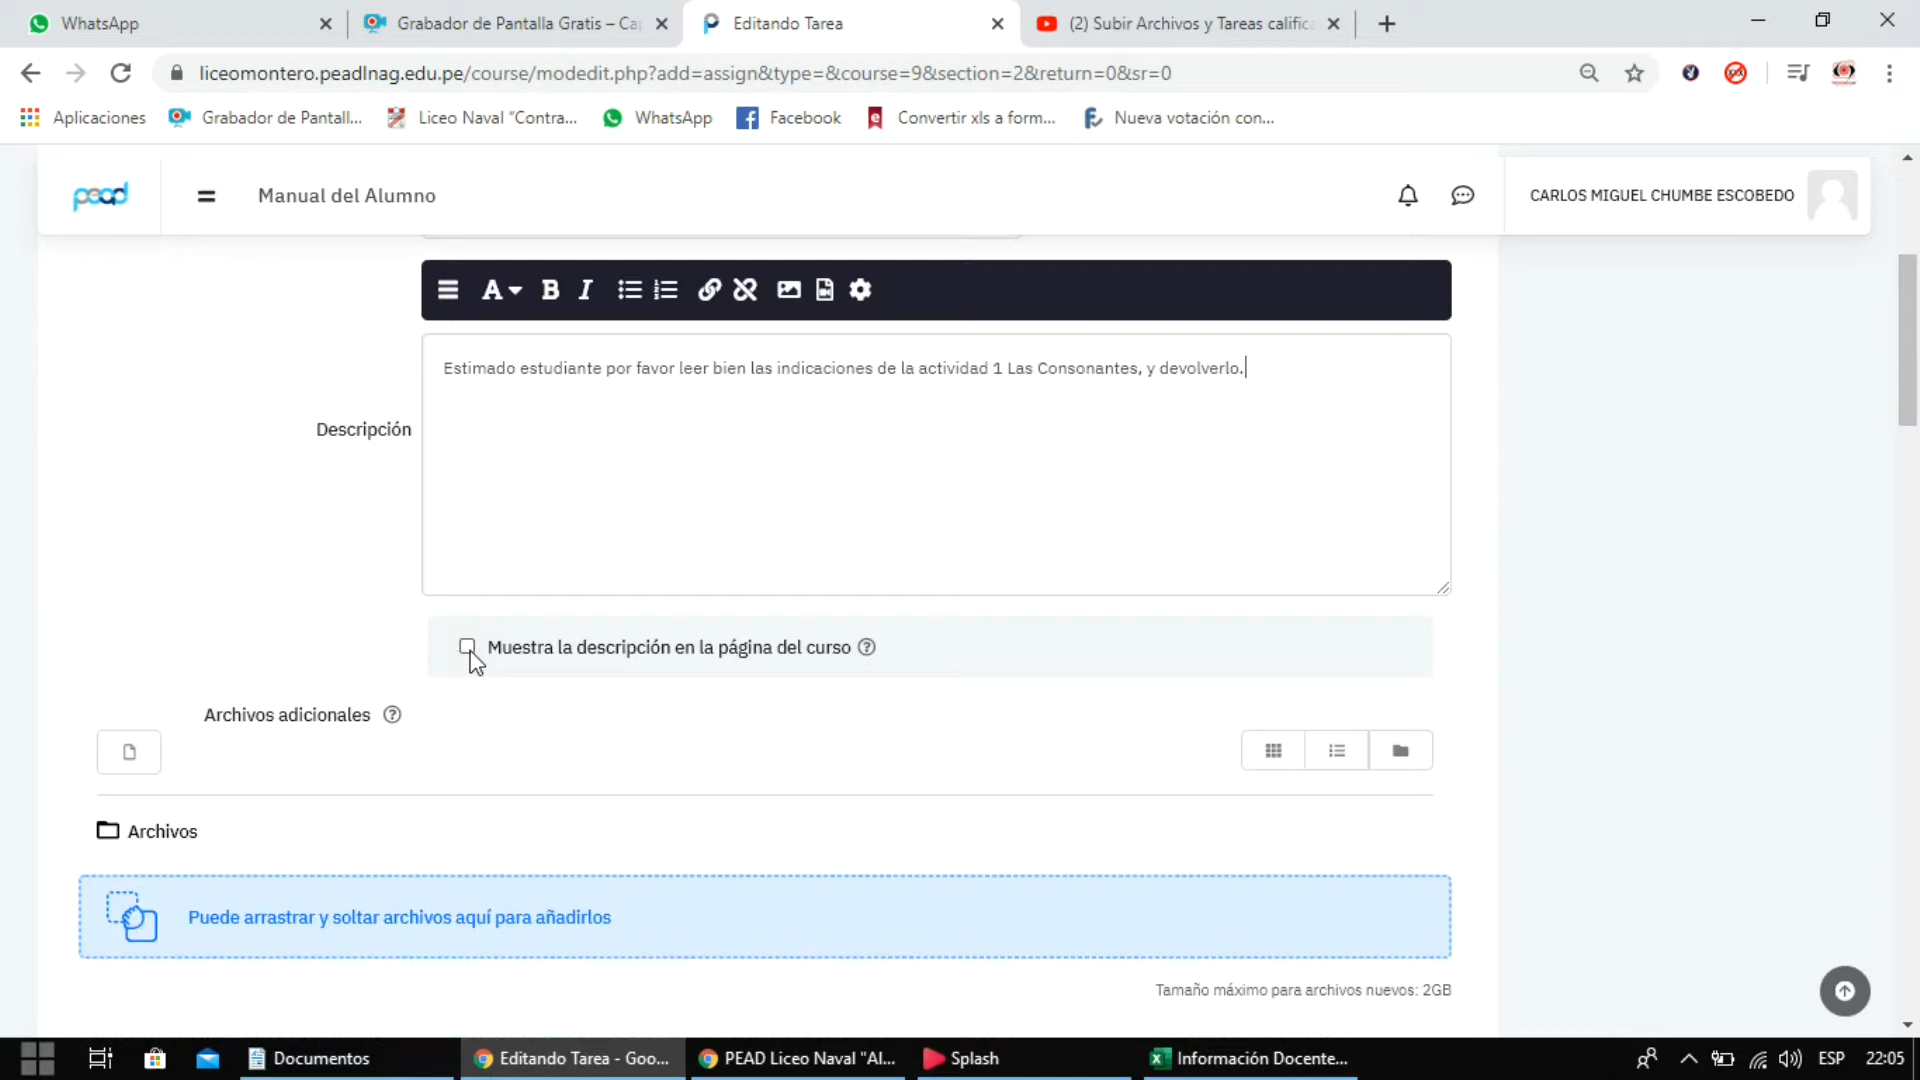 WhatsApp
Grabador de Pantalla Gratis – Ca
Editando Tarea
(2) Subir Archivos y Tareas califica
liceomontero.peadlnag.edu.pe/course/modedit.php?add=assign&type=&course=9&section=2&return=0&sr=0
Aplicaciones
Grabador de Pantall...
Liceo Naval "Contra...
WhatsApp
Facebook
Convertir xls a form...
Nueva votación con...
pead
Manual del Alumno
CARLOS MIGUEL CHUMBE ESCOBEDO
Estimado estudiante por favor leer bien las indicaciones de la actividad 1 Las Consonantes, y devolverlo.
Descripción
Muestra la descripción en la página del curso
Archivos adicionales
Archivos
Puede arrastrar y soltar archivos aquí para añadirlos
Tamaño máximo para archivos nuevos: 2GB
Documentos
Editando Tarea - Goo...
PEAD Liceo Naval "Al...
Splash
Información Docente...
ESP
22:05